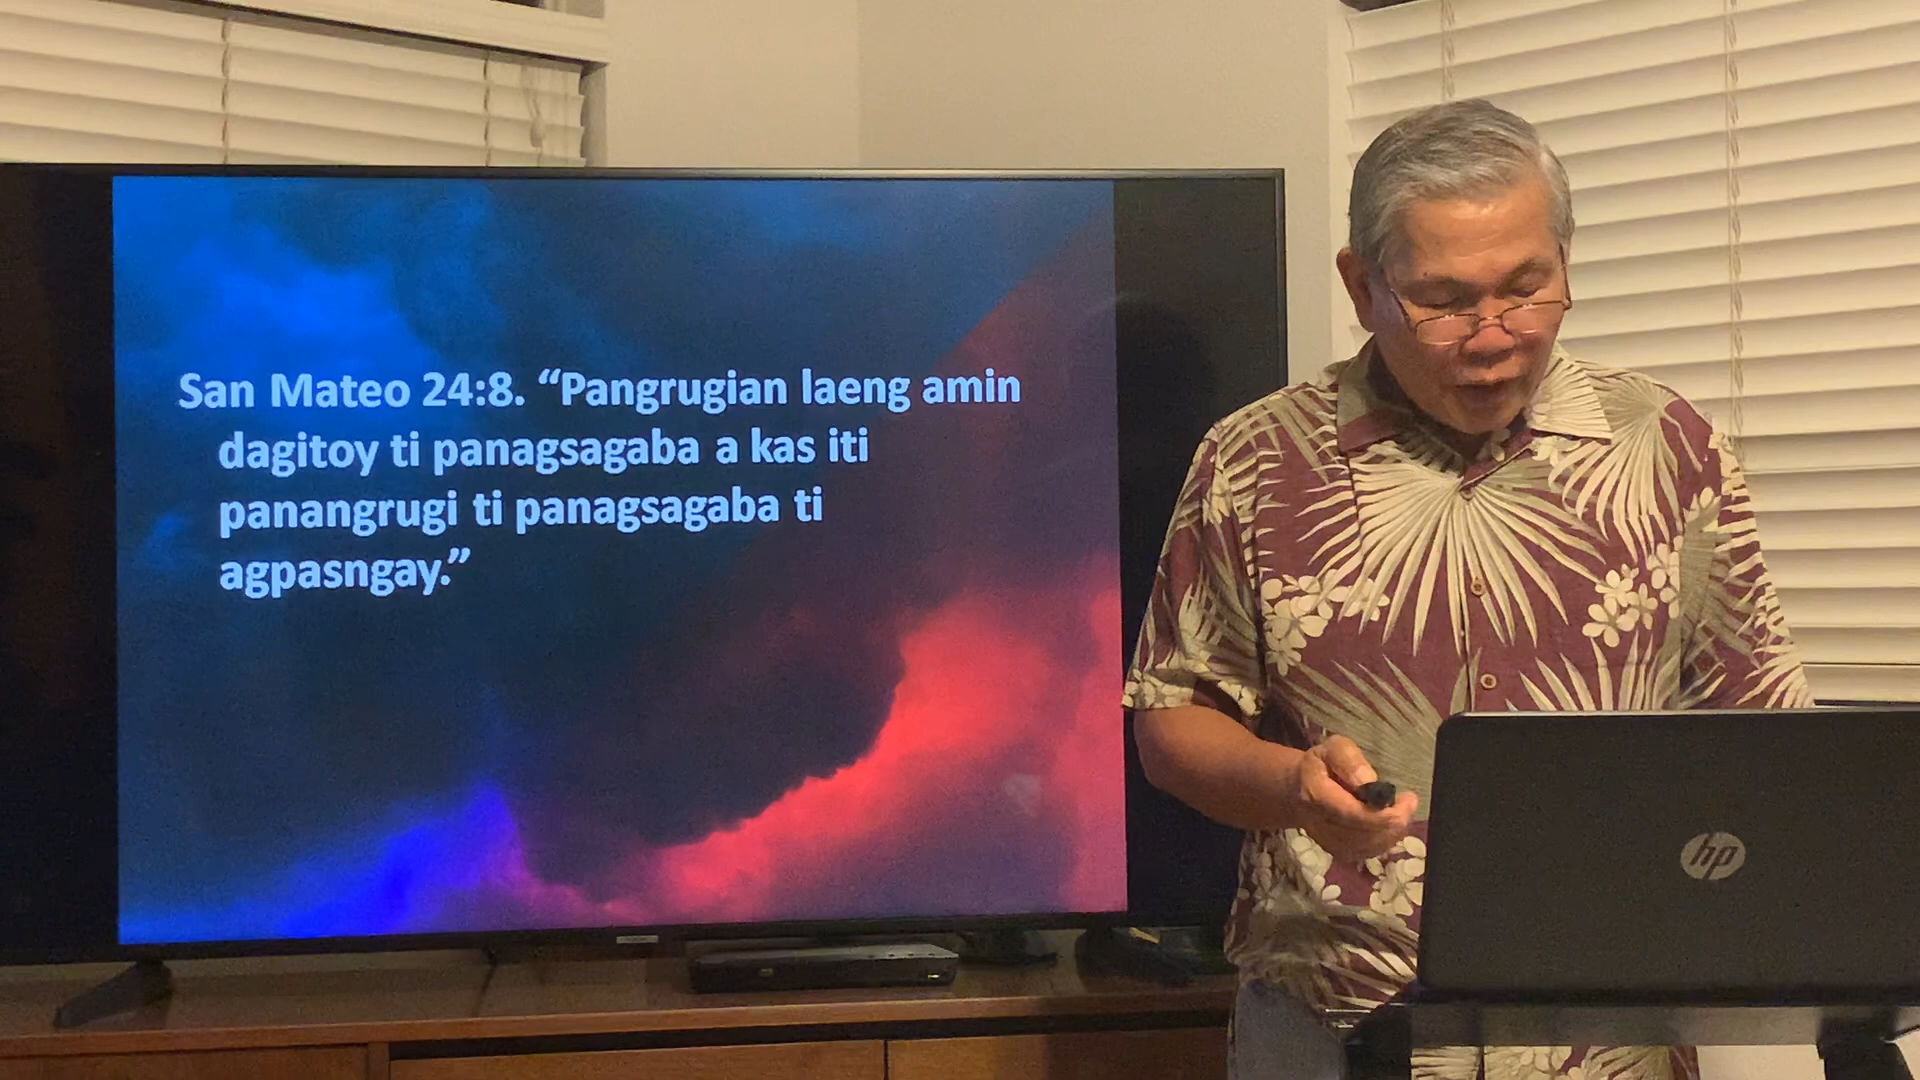 San Mateo 24:8. “Pangrugian laeng amin
dagitoy ti panagsagaba a kas iti
panangrugi ti panagsagaba ti
agpasngay.”
hp